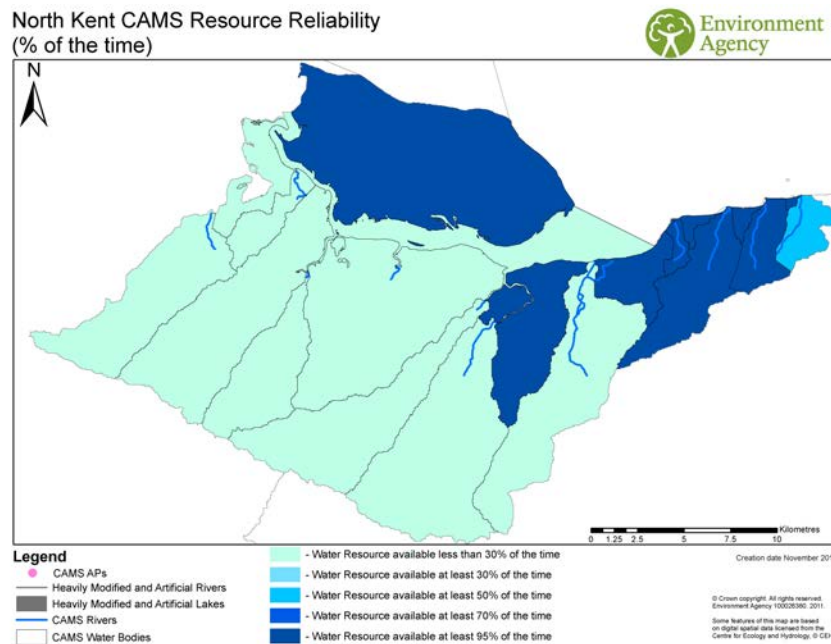 North Kent CAMS Resource Reliability
(% of the time)
Environment
Agency
N
Kilometres
0 1.25 2.5 5 7.5 10
Legend
CAMS APs
Heavily Modified and Artificial Rivers
Heavily Modified and Artificial Lakes
CAMS Rivers
CAMS Water Bodies
- Water Resource available less than 30% of the time
- Water Resource available at least 30% of the time
- Water Resource available at least 50% of the time
- Water Resource available at least 70% of the time
- Water Resource available at least 95% of the time
Creation date November 201
© Crown copyright. All rights reserved.
Environment Agency 100026380, 2011.
Some features of this map are based
on digital spatial data licensed from the
Centre for Ecology and Hydrology, © CEH